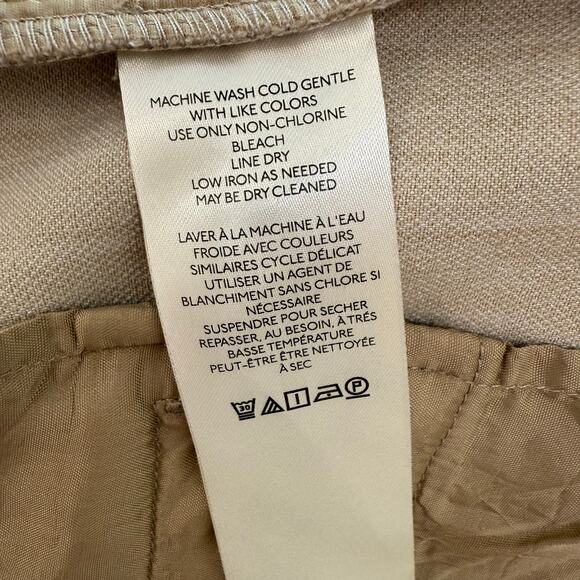 MACHINE WASH COLD GENTLE
WITH LIKE COLORS
USE ONLY NON-CHLORINE
BLEACH
LINE DRY
LOW IRON AS NEEDED
MAY BE DRY CLEANED
LAVER À LA MACHINE À L'EAU
FROIDE AVEC COULEURS
SIMILAIRES CYCLE DÉLICAT
UTILISER UN AGENT DE
BLANCHIMENT SANS CHLORE SI
NÉCESSAIRE
SUSPENDRE POUR SECHER
REPASSER, AU BESOIN, À TRÉS
BASSE TEMPÉRATURE
PEUT-ÊTRE ÊTRE NETTOYÉE
À SEC
30 P